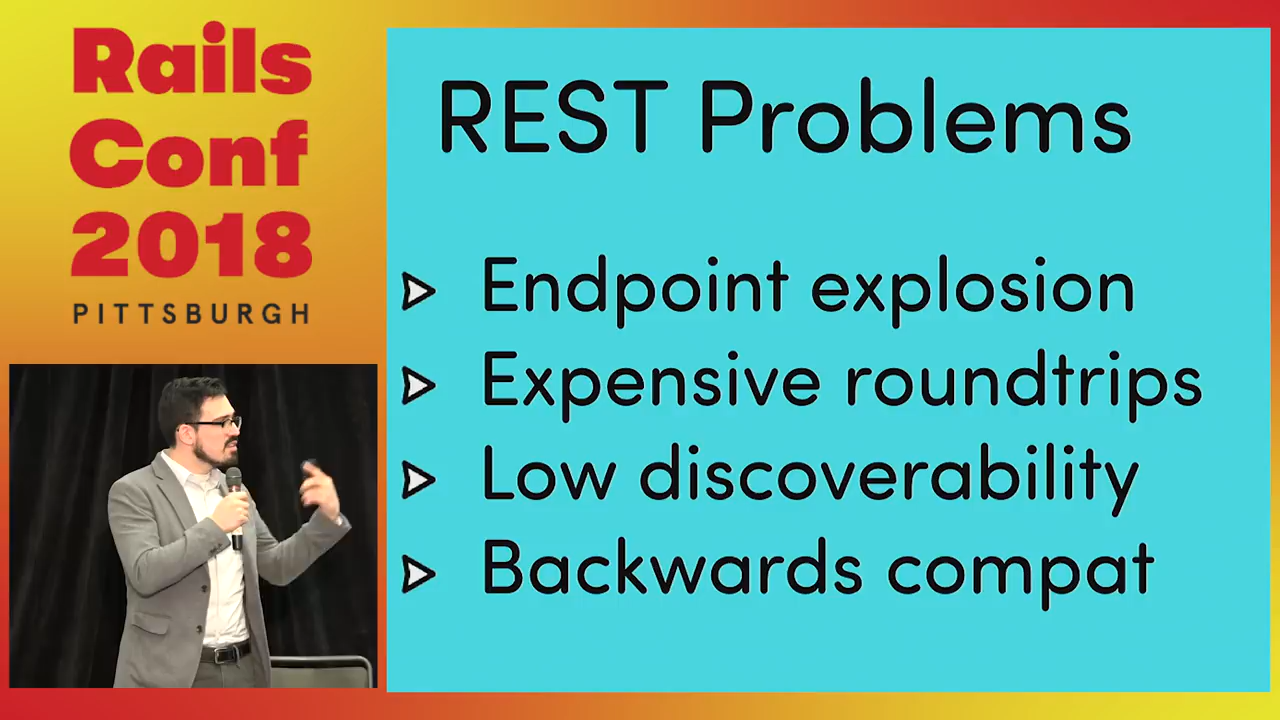 Rails
Conf
2018
PITTSBURGH
REST Problems
Endpoint explosion
Expensive roundtrips
Low discoverability
Backwards compat